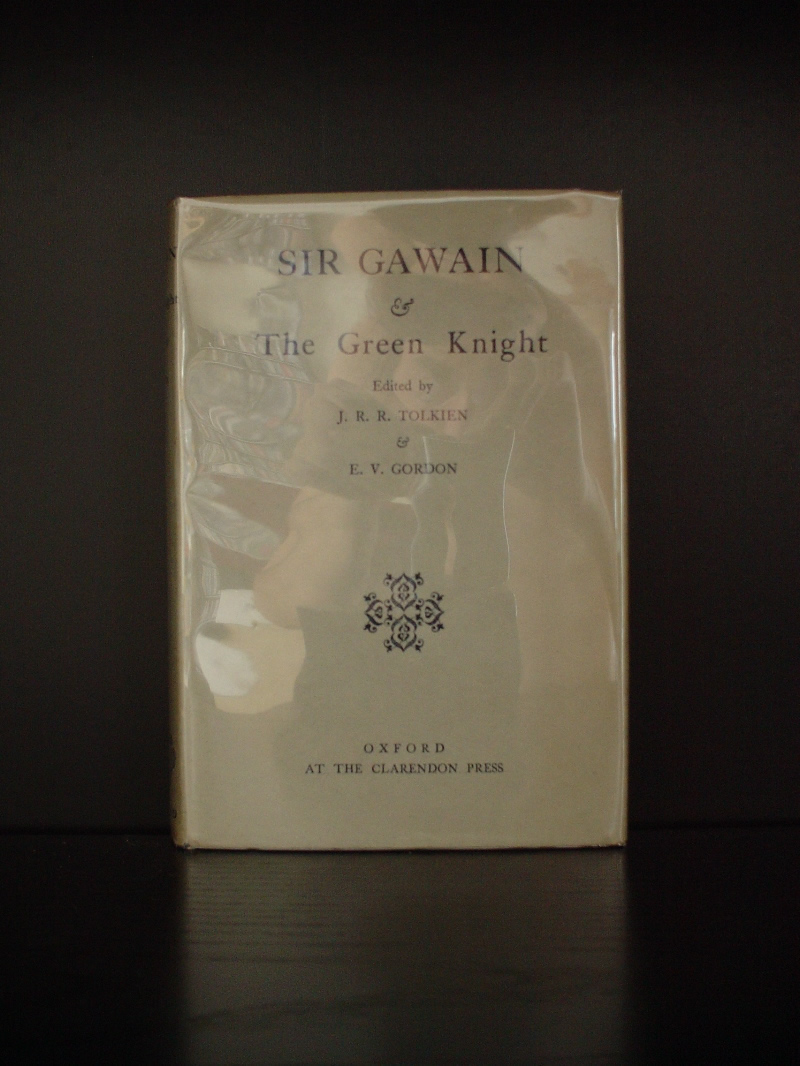 SIR GAWAIN
&
The Green Knight
Edited by
J. R. R. TOLKIEN
&
E. V. GORDON
OXFORD
AT THE CLARENDON PRESS